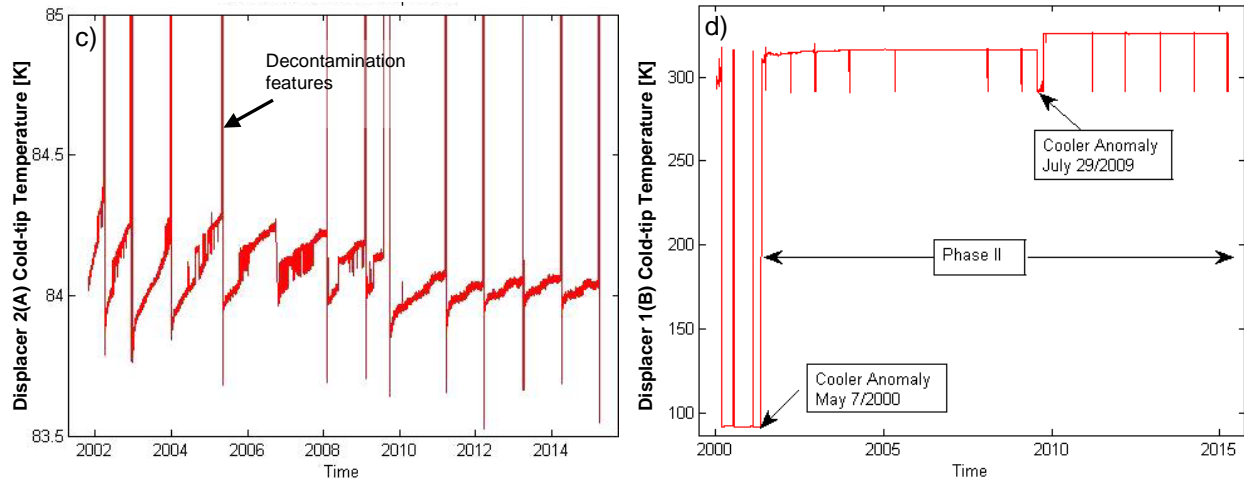 c)
Displacer 2(A) Cold-tip Temperature [K]
85
84.5
84
83.5
Decontamination
features
2002 2004 2006 2008 2010 2012 2014
Time
d)
Displacer 1(B) Cold-tip Temperature [K]
300
250
200
150
100
Cooler Anomaly
July 29/2009
Phase II
Cooler Anomaly
May 7/2000
2000 2005 2010 2015
Time